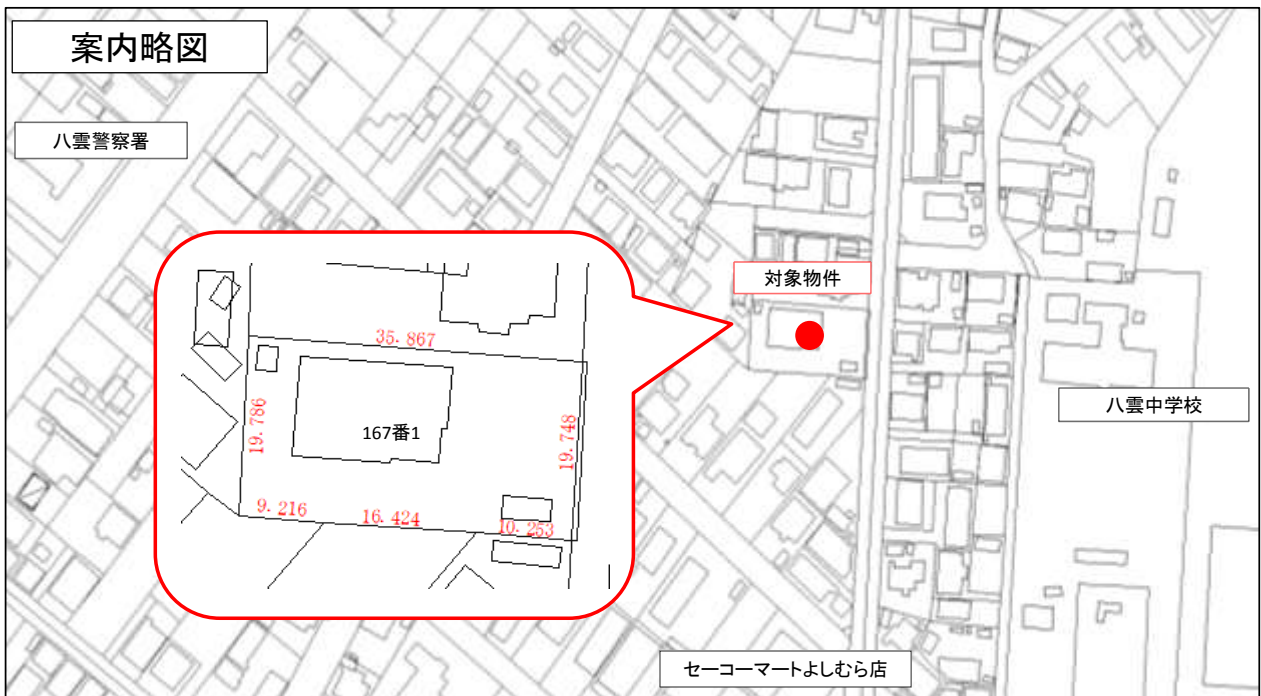 案内略図
八雲警察署
対象物件
35.867
19.786
167番1
19.748
9.216
16.424
10.253
八雲中学校
セーコーマートよしむら店